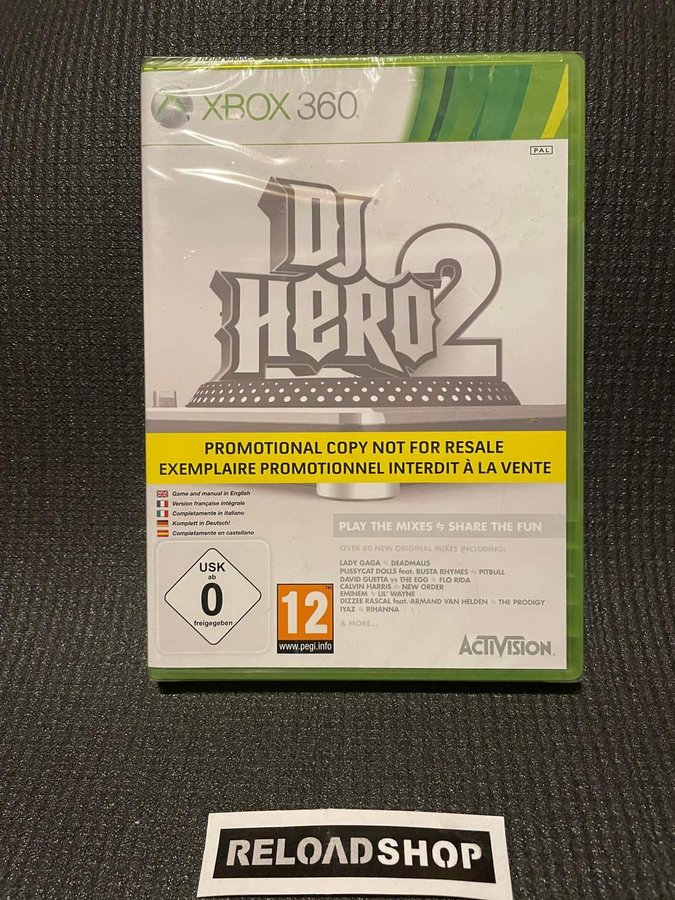 XBOX 360
PAL
DJ
HERO 2
PROMOTIONAL COPY NOT FOR RESALE
EXEMPLAIRE PROMOTIONNEL INTERDIT À LA VENTE
Game and manual in English
Version française intégrale
Completamente in italiano
Komplett in Deutsch!
Completamente en castellano
PLAY THE MIXES SHARE THE FUN
OVER 80 NEW ORIGINAL MIXES INCLUDING:
LADY GAGA DEADMAUS
PUSSYCAT DOLLS feat. BUSTA RHYMES PITBULL
DAVID GUETTA vs THE EGG FLO RIDA
CALVIN HARRIS NEW ORDER
EMINEM LIL' WAYNE
DIZZEE RASCAL feat. ARMAND VAN HELDEN THE PRODIGY
IYAZ RIHANNA
& MORE...
USK
ab
0
freigegeben
12
www.pegi.info
ACTIVISION.
RELOADSHOP